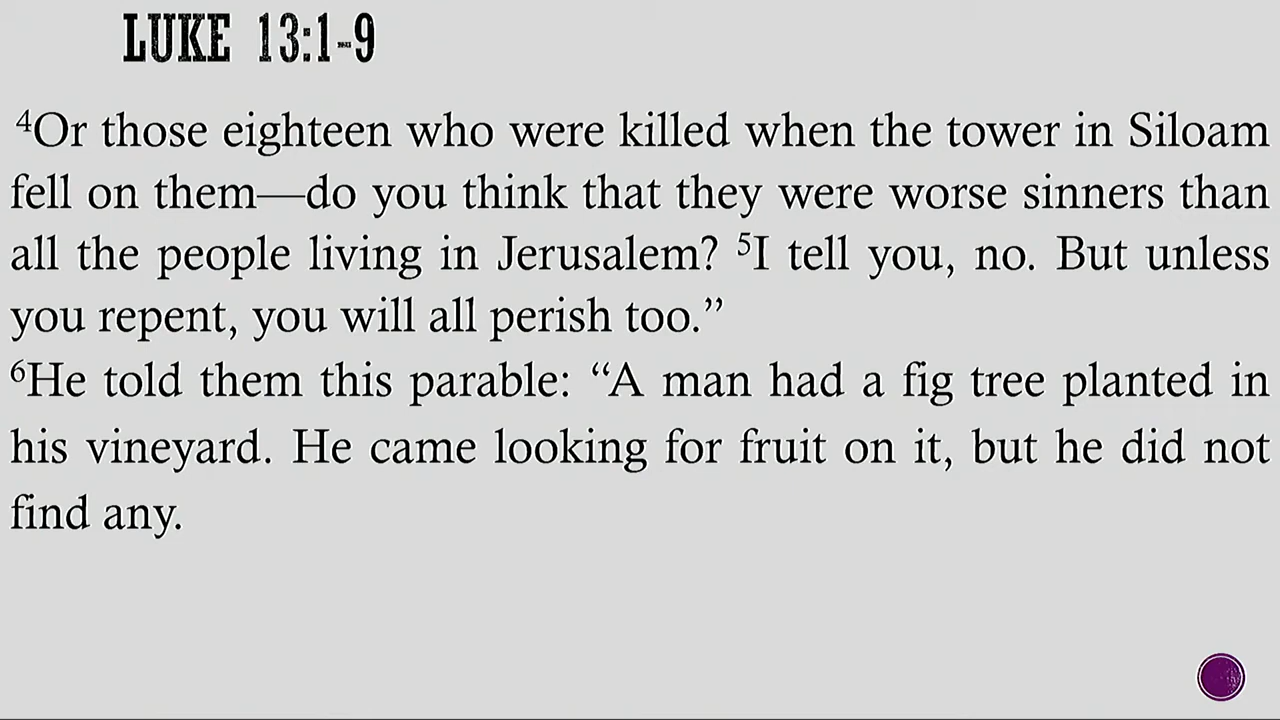 LUKE 13:1-9
⁴Or those eighteen who were killed when the tower in Siloam
fell on them—do you think that they were worse sinners than
all the people living in Jerusalem? ⁵I tell you, no. But unless
you repent, you will all perish too.”
⁶He told them this parable: “A man had a fig tree planted in
his vineyard. He came looking for fruit on it, but he did not
find any.